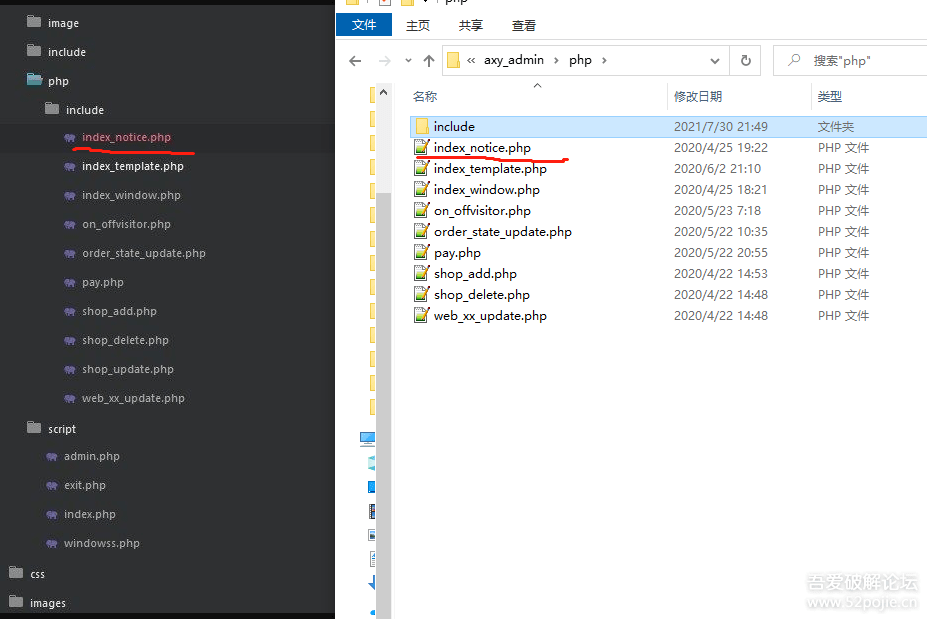 image
include
php
include
index_notice.php
index_template.php
index_window.php
on_offvisitor.php
order_state_update.php
pay.php
shop_add.php
shop_delete.php
shop_update.php
web_xx_update.php
script
admin.php
exit.php
index.php
windowss.php
css
images
php
文件 主页 共享 查看
« axy_admin › php › 搜索"php"
名称 修改日期 类型
include 2021/7/30 21:49 文件夹
index_notice.php 2020/4/25 19:22 PHP 文件
index_template.php 2020/6/2 21:10 PHP 文件
index_window.php 2020/4/25 18:21 PHP 文件
on_offvisitor.php 2020/5/23 7:18 PHP 文件
order_state_update.php 2020/5/22 10:35 PHP 文件
pay.php 2020/5/22 20:55 PHP 文件
shop_add.php 2020/4/22 14:53 PHP 文件
shop_delete.php 2020/4/22 14:48 PHP 文件
web_xx_update.php 2020/4/22 14:48 PHP 文件
吾爱破解论坛
www.52pojie.cn